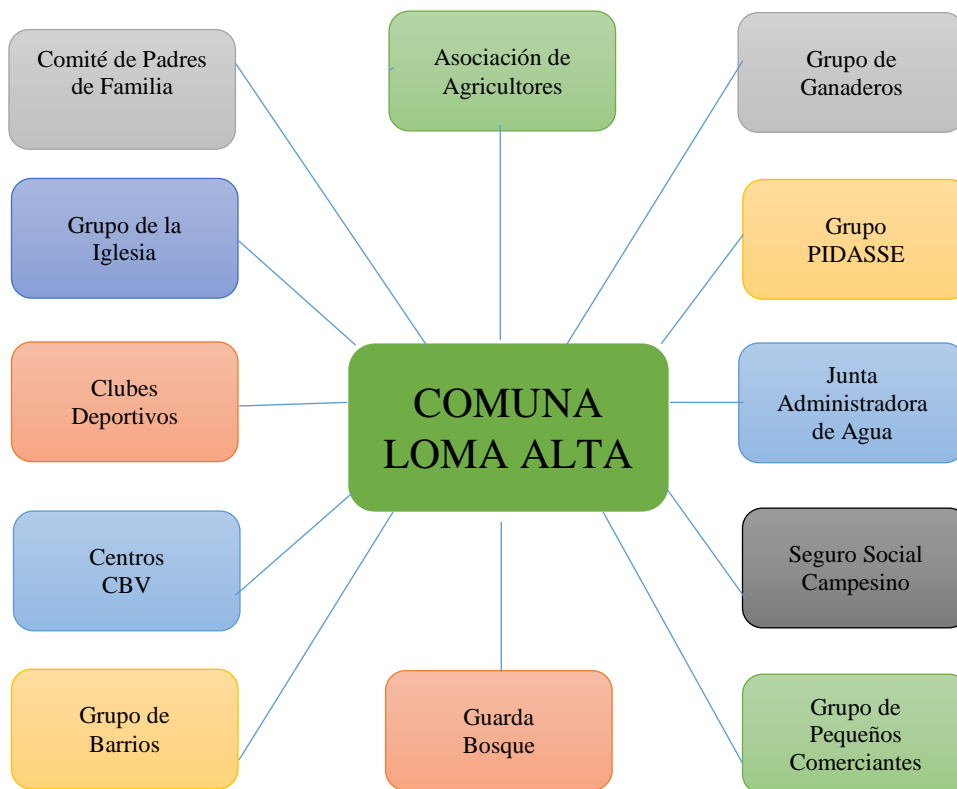 Comité de Padres
de Familia
Asociación de
Agricultores
Grupo de
Ganaderos
Grupo de la
Iglesia
Grupo
PIDASSE
Clubes
Deportivos
COMUNA
LOMA ALTA
Junta
Administradora
de Agua
Centros
CBV
Seguro Social
Campesino
Grupo de
Barrios
Guarda
Bosque
Grupo de
Pequeños
Comerciantes